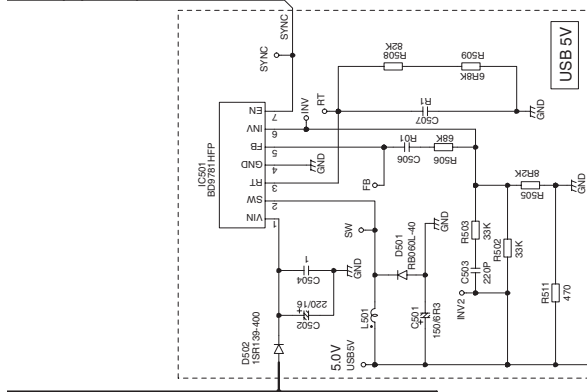 SYNC
SYNC
USB 5V
82K
R508
R509
6R8K
R1
C507
GND
RT
INV
IC501
BD9781HFP
EN
7
INV
6
FB
5
GND
4
RT
3
SW
2
VIN
1
GND
R01
C506
68K
R506
FB
8R2K
R505
GND
SW
D501
RB060L-40
GND
R503
33K
R502
33K
C503
220P
INV2
R511
470
1
C504
GND
220/16
C502
L501
C501
150/6R3
D502
1SR139-400
5.0V
USB5V